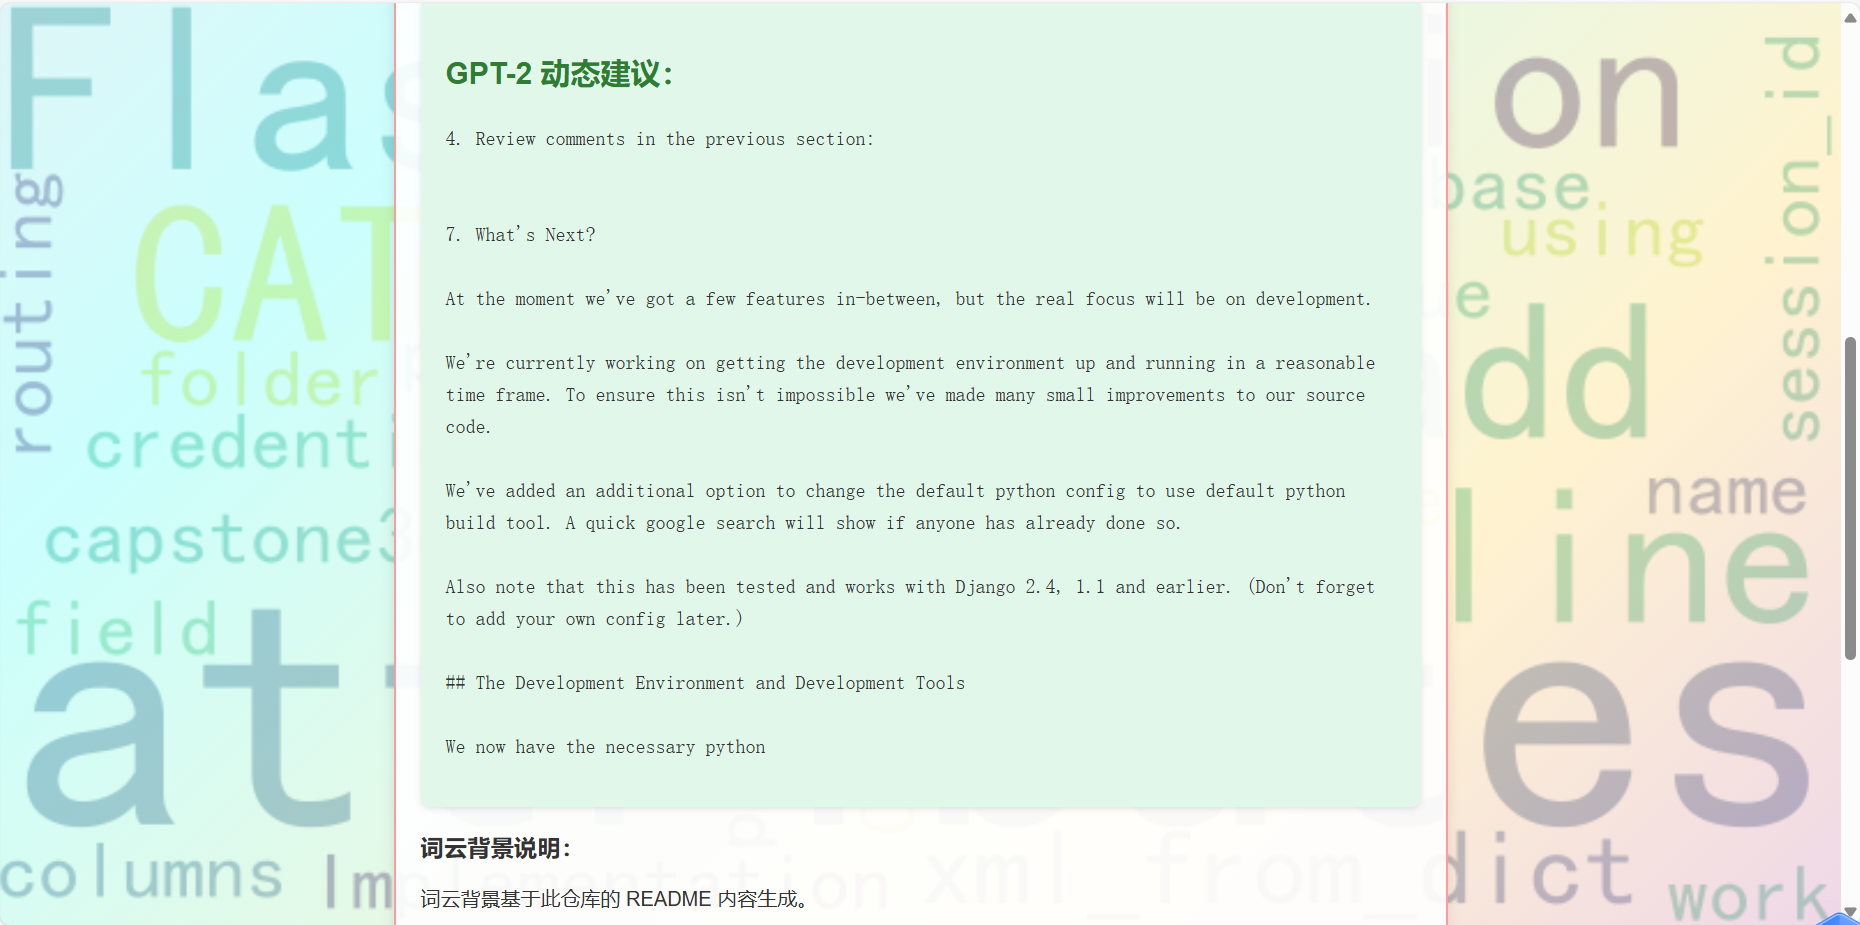 GPT-2 动态建议：
4. Review comments in the previous section:
7. What's Next?
At the moment we've got a few features in-between, but the real focus will be on development.
We're currently working on getting the development environment up and running in a reasonable
time frame. To ensure this isn't impossible we've made many small improvements to our source
code.
We've added an additional option to change the default python config to use default python
build tool. A quick google search will show if anyone has already done so.
Also note that this has been tested and works with Django 2.4, 1.1 and earlier. (Don't forget
to add your own config later.)
## The Development Environment and Development Tools
We now have the necessary python
词云背景说明：
词云背景基于此仓库的 README 内容生成。
Flas
routing
CAT
folder
credenti
capstone3
field
at
columns
Implementation
xml_from_dict
on
session_id
base
using
add
name
line
es
work